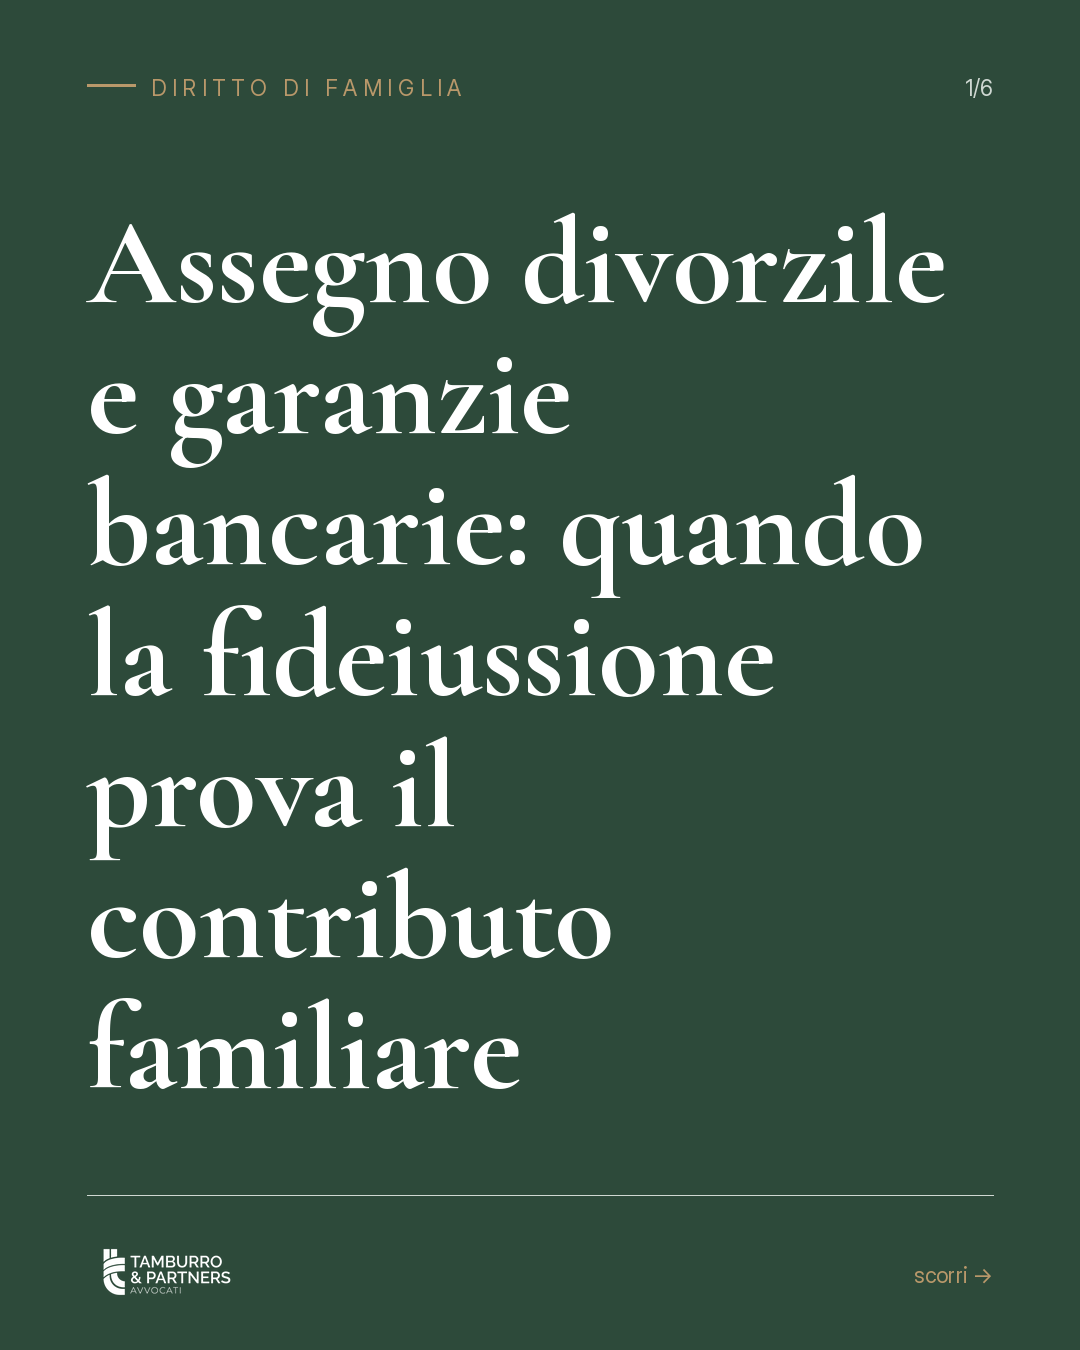 DIRITTO DI FAMIGLIA
1/6
Assegno divorzile
e garanzie
bancarie: quando
la fideiussione
prova il
contributo
familiare
TAMBURRO
& PARTNERS
AVVOCATI
scorri →